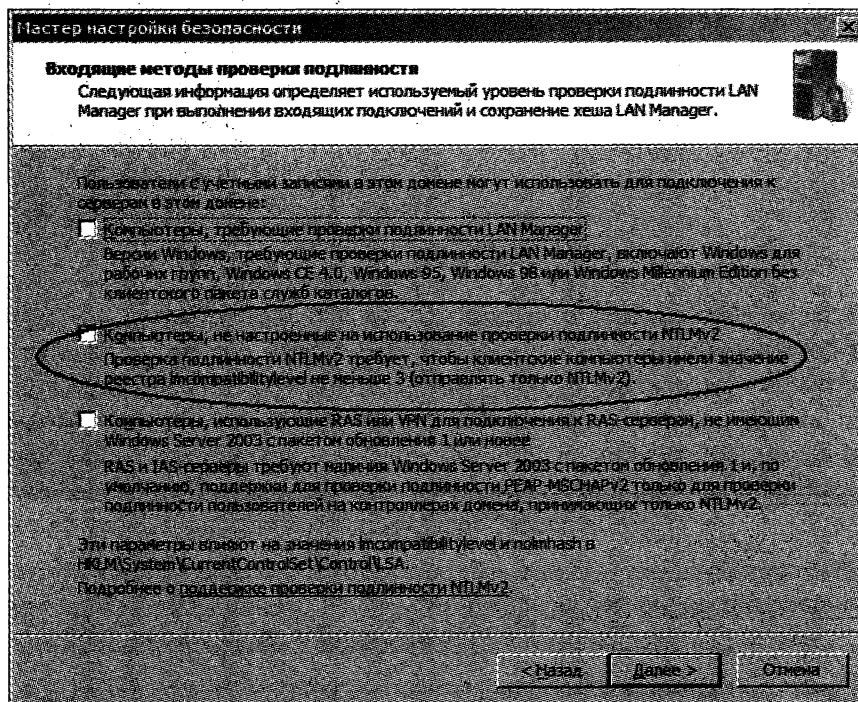 Мастер настройки безопасности
Входящие методы проверки подлинности
Следующая информация определяет используемый уровень проверки подлинности LAN
Manager при выполнении входящих подключений и сохранение хеша LAN Manager.
Пользователи с учетными записями в этом домене могут использовать для подключения к
серверам в этом домене:
Компьютеры, требующие проверки подлинности LAN Manager
Версии Windows, требующие проверки подлинности LAN Manager, включают Windows для
рабочих групп, Windows CE 4.0, Windows 95, Windows 98 или Windows Millennium Edition без
клиентского пакета служб каталогов.
Компьютеры, не настроенные на использование проверки подлинности NTLMv2
Проверка подлинности NTLMv2 требует, чтобы клиентские компьютеры имели значение
реестра lmcompatibilitylevel не меньше 3 (отправлять только NTLMv2).
Компьютеры, использующие RAS или VPN для подключения к RAS-серверам, не имеющим
Windows Server 2003 с пакетом обновления 1 или новее
RAS и IAS-серверы требуют наличия Windows Server 2003 с пакетом обновления 1 и, по
умолчанию, поддержки для проверки подлинности PEAP-MSCHAPv2 только для проверки
подлинности пользователей на контроллерах домена, принимающих только NTLMv2.
Эти параметры влияют на значения lmcompatibilitylevel и nolmhash в
HKLM\System\CurrentControlSet\Control\LSA.
Подробнее о поддержке проверки подлинности NTLMv2
< Назад Далее > Отмена